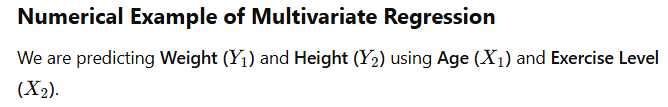 Numerical Example of Multivariate Regression
We are predicting Weight (Y₁) and Height (Y₂) using Age (X₁) and Exercise Level
(X₂).